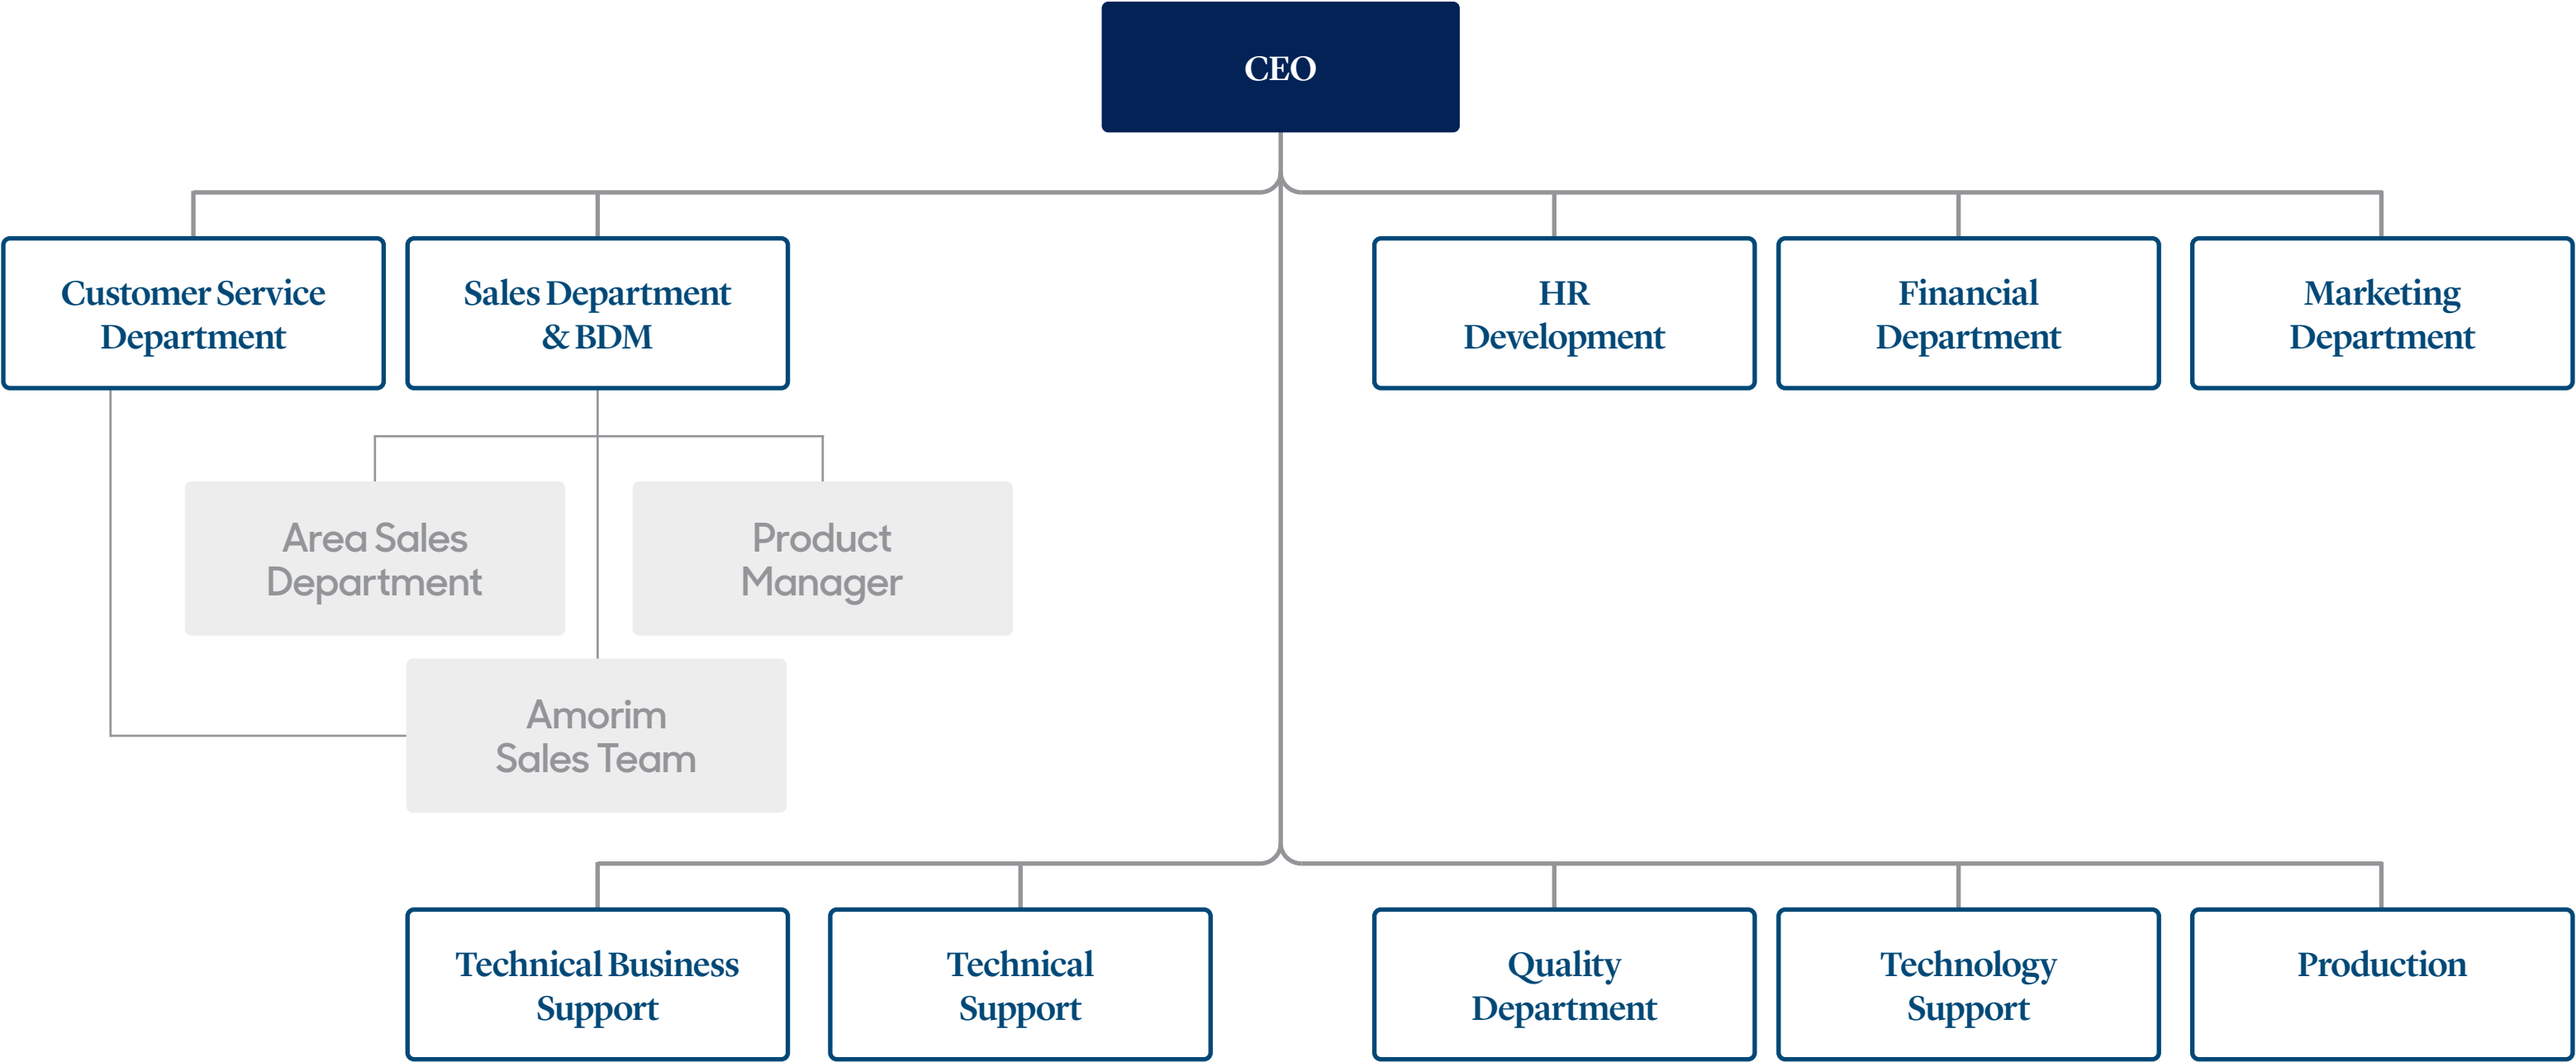 CEO
Customer Service
Department
Sales Department
& BDM
HR
Development
Financial
Department
Marketing
Department
Area Sales
Department
Product
Manager
Amorim
Sales Team
Technical Business
Support
Technical
Support
Quality
Department
Technology
Support
Production